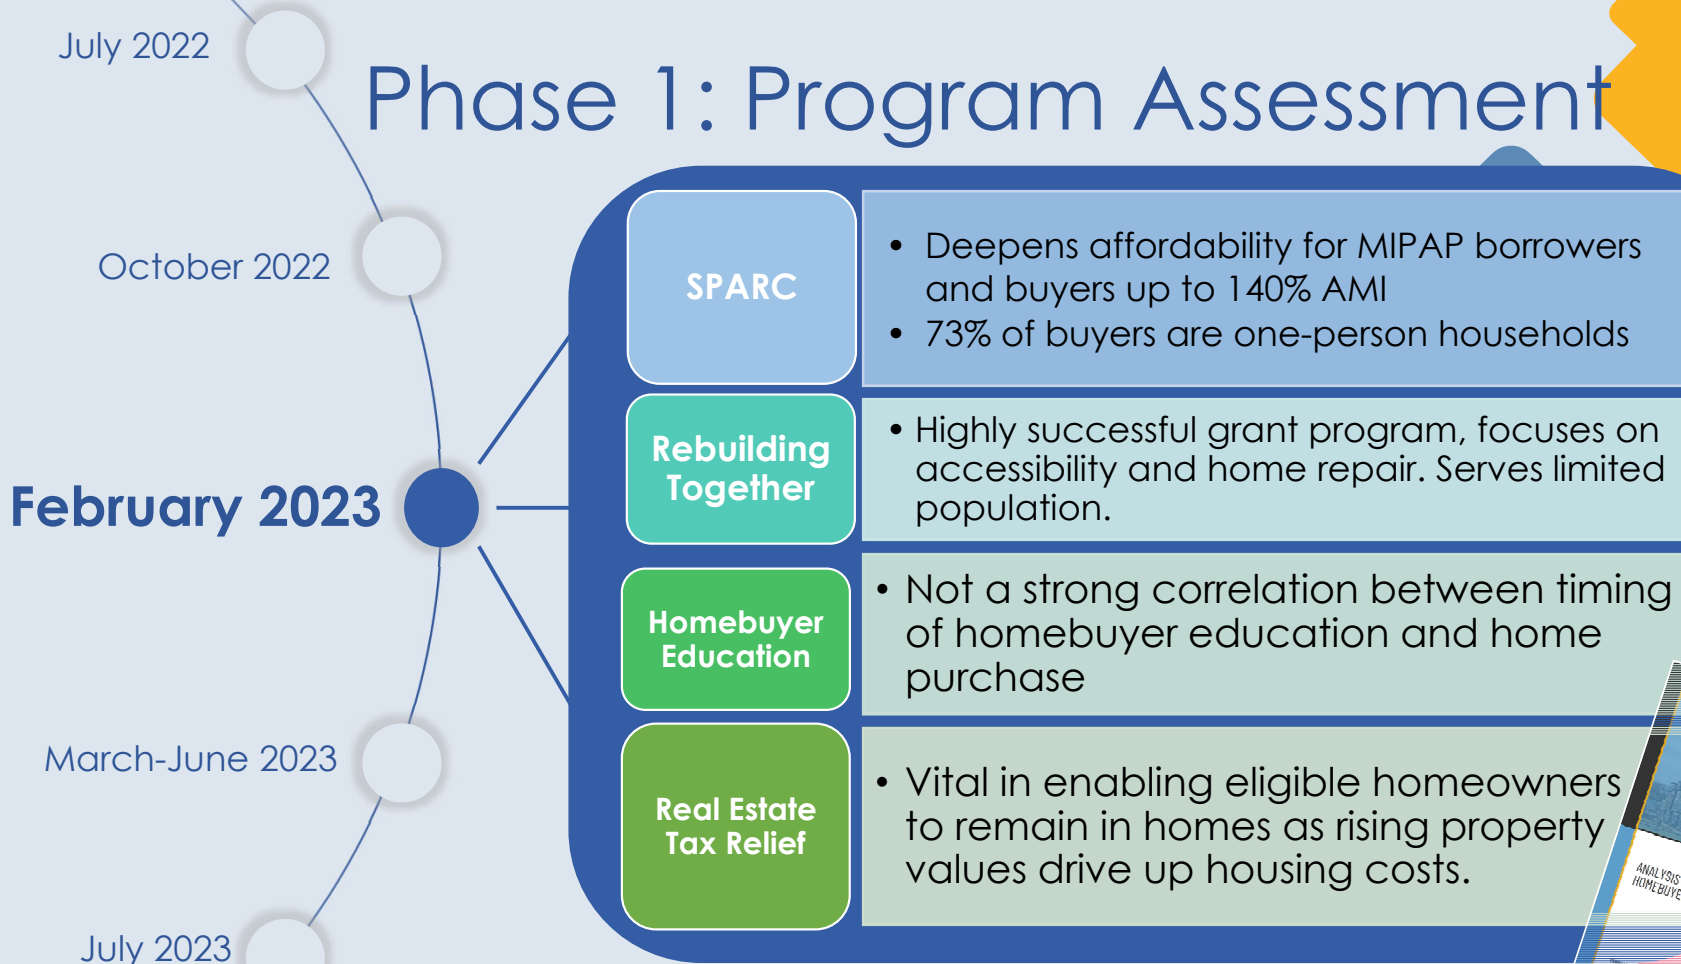 July 2022
Phase 1: Program Assessment
October 2022
February 2023
March-June 2023
July 2023
SPARC
• Deepens affordability for MIPAP borrowers
and buyers up to 140% AMI
• 73% of buyers are one-person households
Rebuilding
Together
• Highly successful grant program, focuses on
accessibility and home repair. Serves limited
population.
Homebuyer
Education
• Not a strong correlation between timing
of homebuyer education and home
purchase
Real Estate
Tax Relief
• Vital in enabling eligible homeowners
to remain in homes as rising property
values drive up housing costs.
ANALYSIS
HOMEBUYE